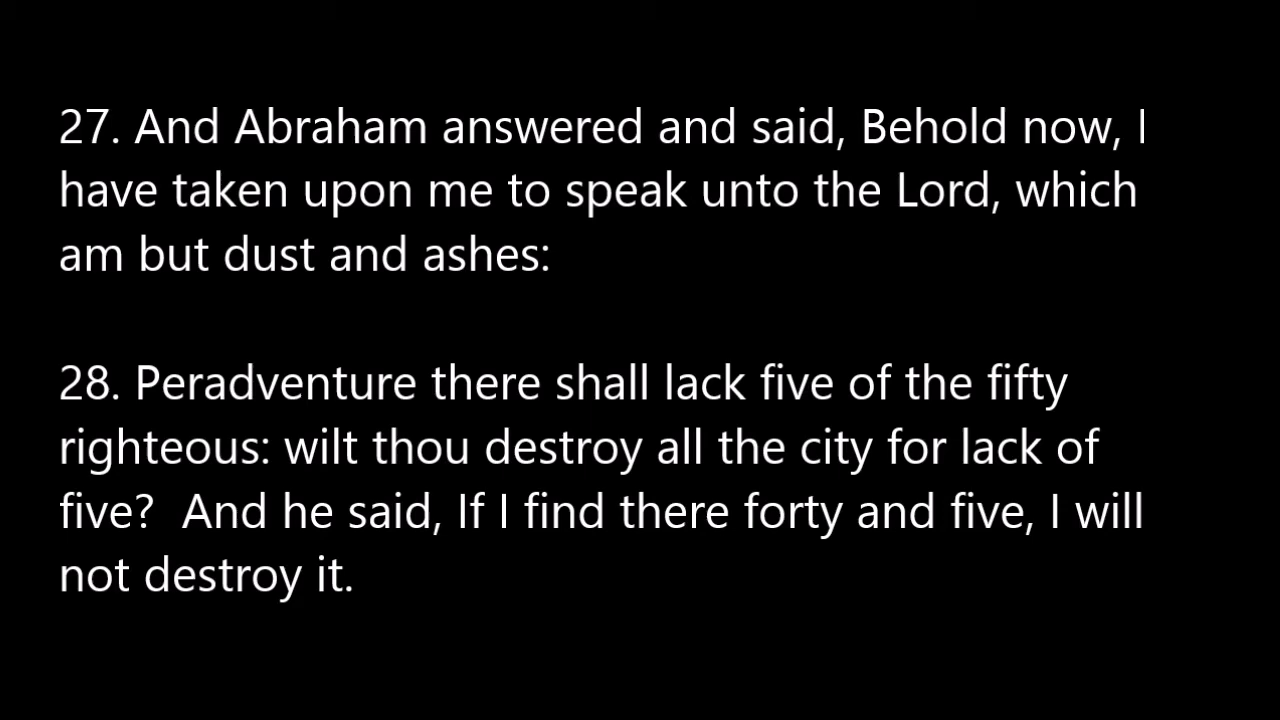 27. And Abraham answered and said, Behold now, I
have taken upon me to speak unto the Lord, which
am but dust and ashes:
28. Peradventure there shall lack five of the fifty
righteous: wilt thou destroy all the city for lack of
five?  And he said, If I find there forty and five, I will
not destroy it.